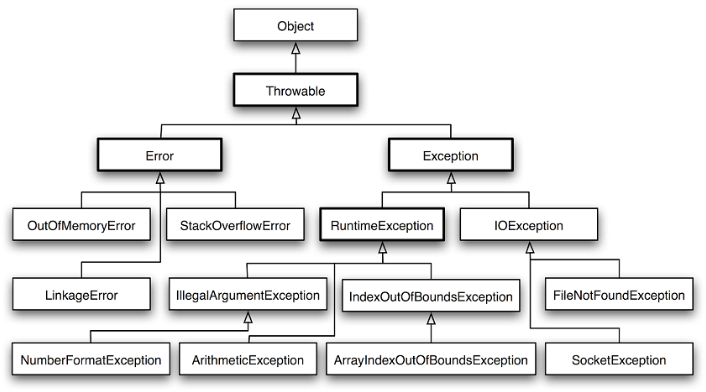 Object
Throwable
Error
Exception
OutOfMemoryError
StackOverflowError
RuntimeException
IOException
LinkageError
IllegalArgumentException
IndexOutOfBoundsException
FileNotFoundException
NumberFormatException
ArithmeticException
ArrayIndexOutOfBoundsException
SocketException